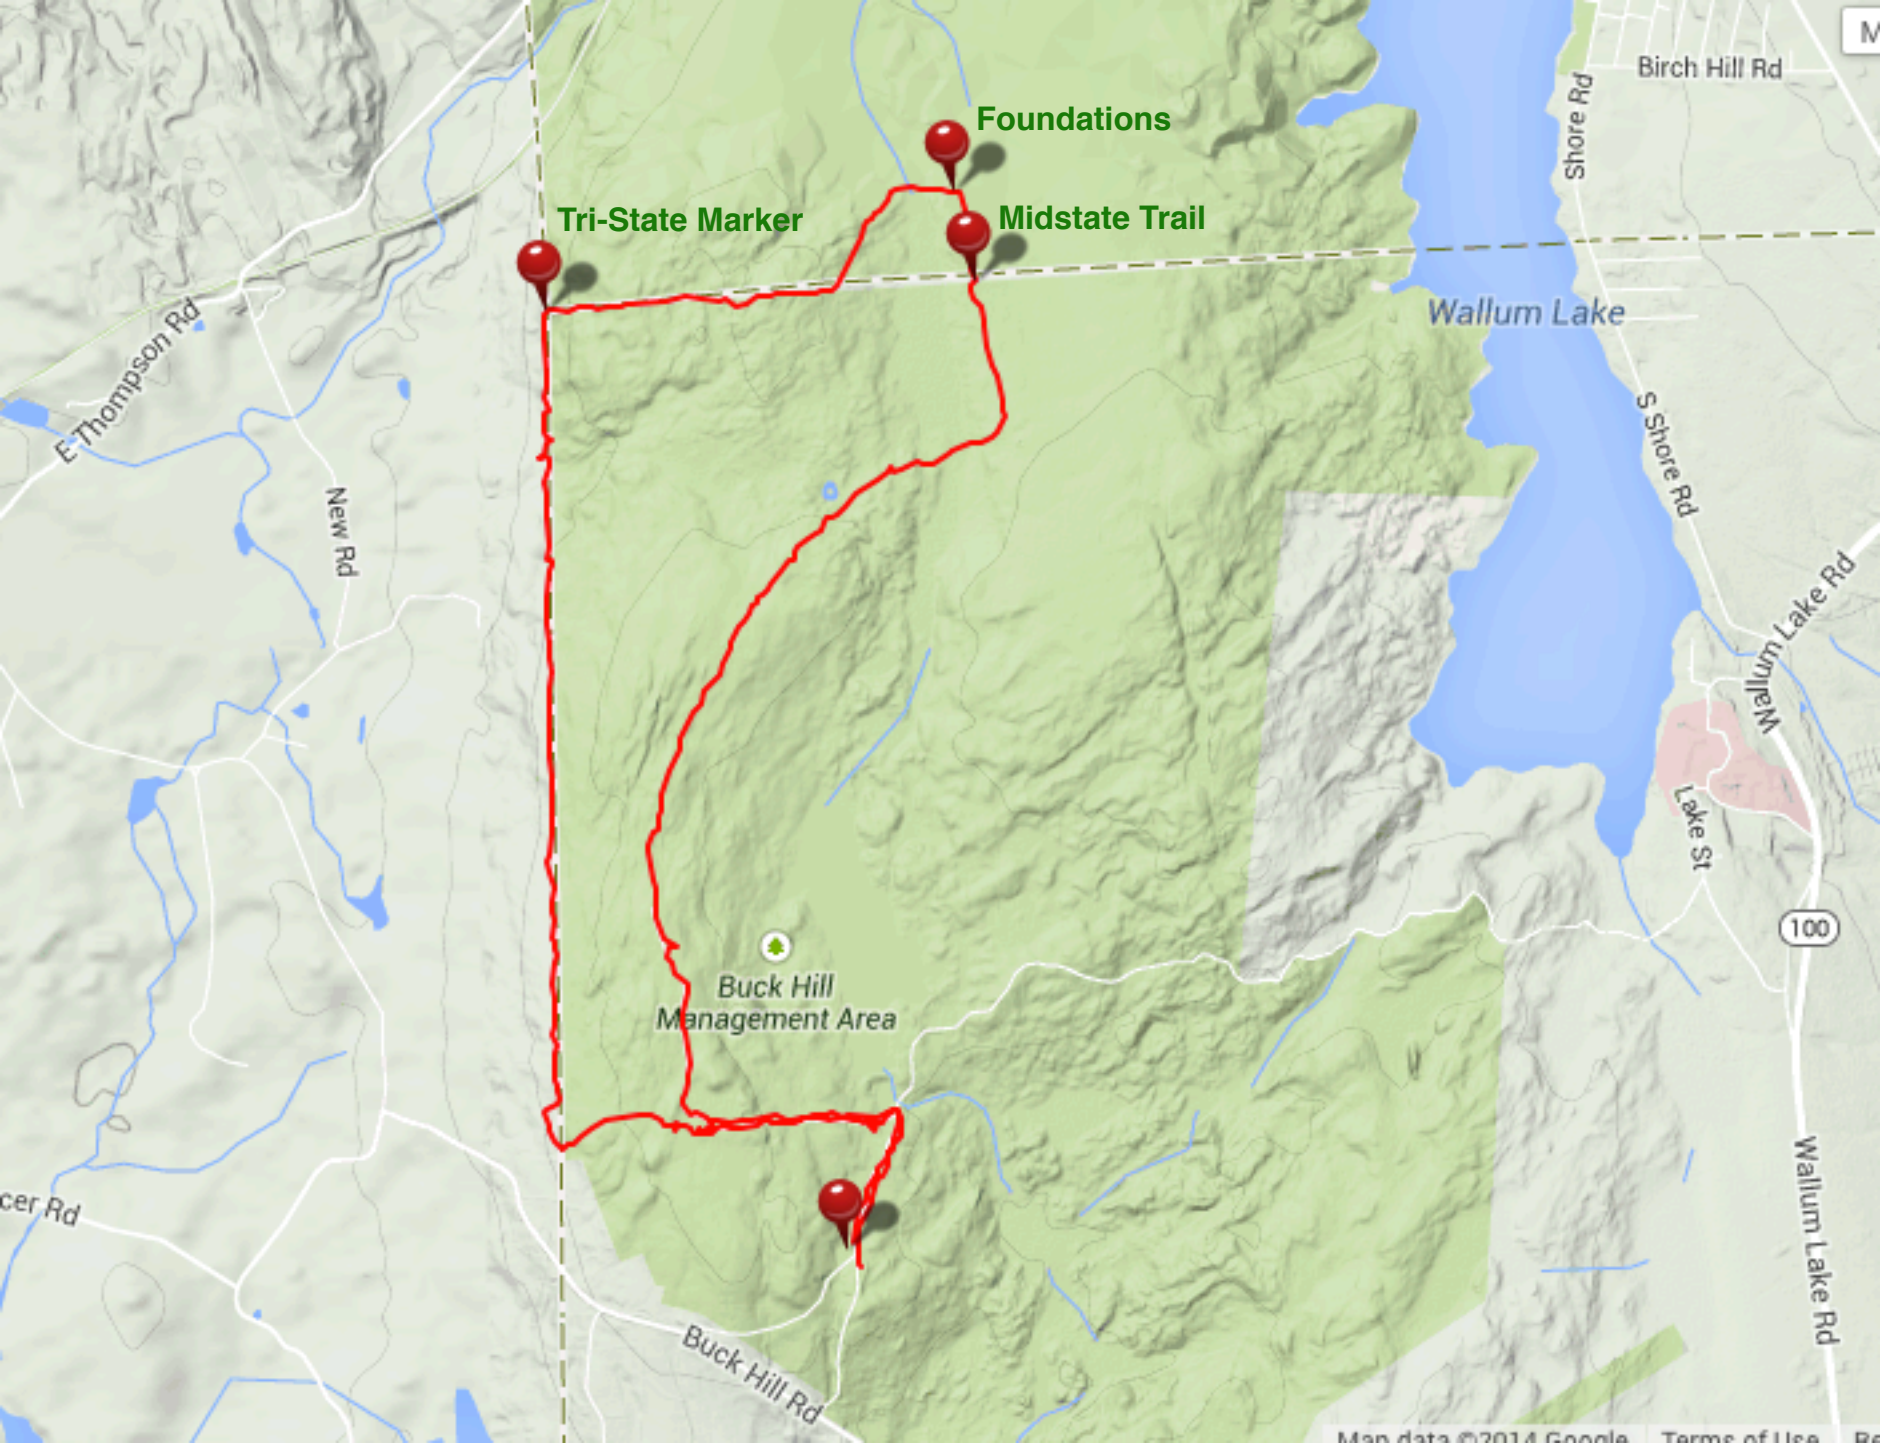 Birch Hill Rd
Shore Rd
Foundations
Tri-State Marker
Midstate Trail
Wallum Lake
E Thompson Rd
New Rd
S Shore Rd
Wallum Lake Rd
Lake St
100
Buck Hill
Management Area
cer Rd
Wallum Lake Rd
Buck Hill Rd
Map data ©2014 Google
Terms of Use